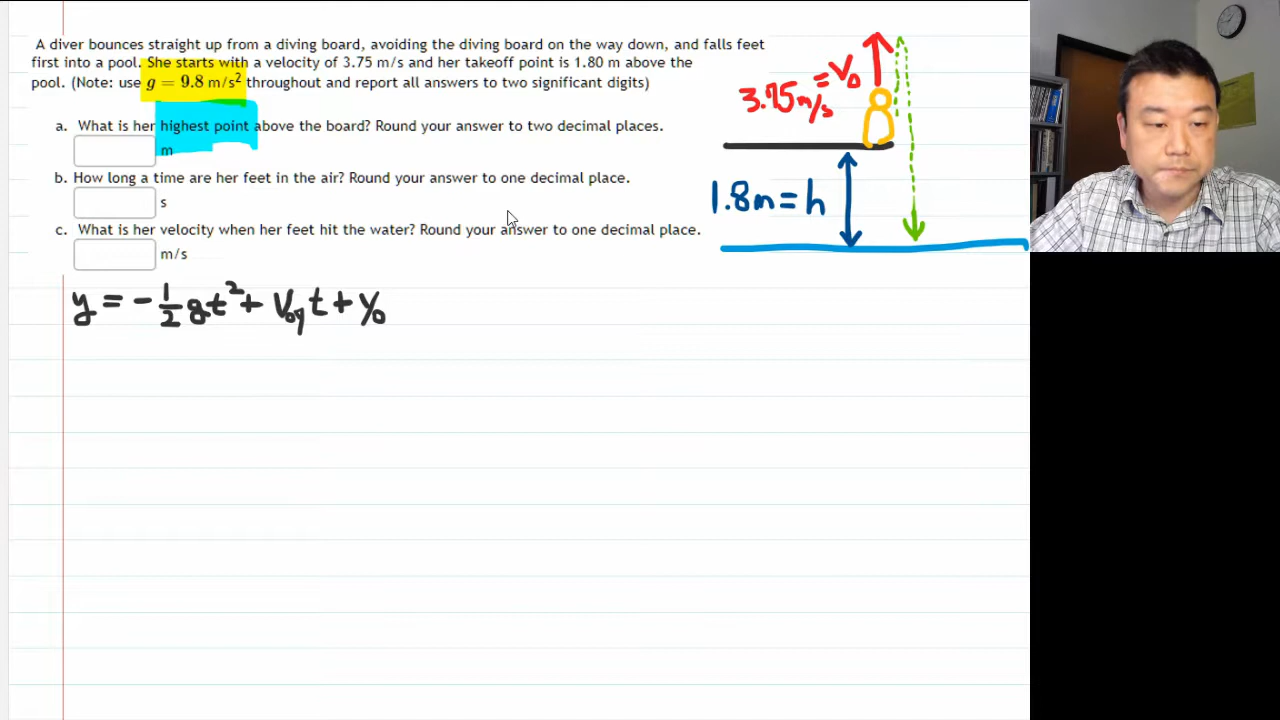 A diver bounces straight up from a diving board, avoiding the diving board on the way down, and falls feet
first into a pool. She starts with a velocity of 3.75 m/s and her takeoff point is 1.80 m above the
pool. (Note: use g = 9.8 m/s² throughout and report all answers to two significant digits)
a. What is her highest point above the board? Round your answer to two decimal places.
m
b. How long a time are her feet in the air? Round your answer to one decimal place.
s
c. What is her velocity when her feet hit the water? Round your answer to one decimal place.
m/s
3.75m/s = V₀
1.8m = h
y = -½gt² + V₀yt + y₀